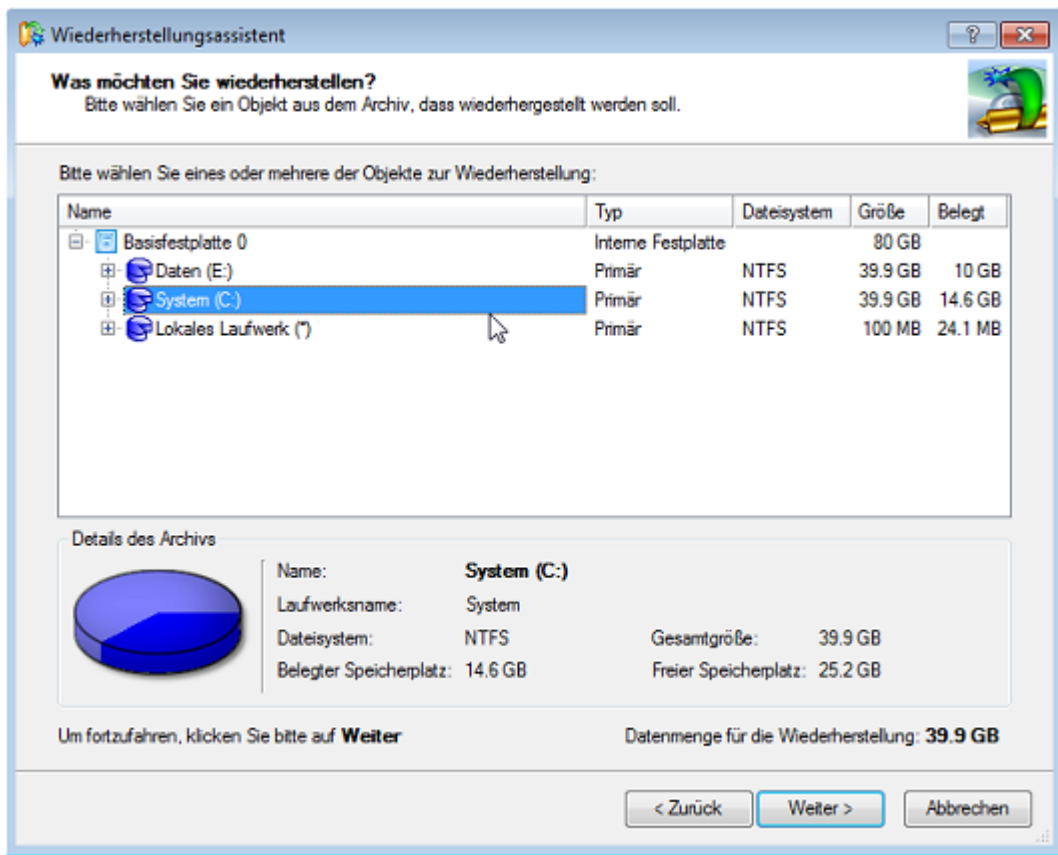 Wiederherstellungsassistent
Was möchten Sie wiederherstellen?
Bitte wählen Sie ein Objekt aus dem Archiv, dass wiederhergestellt werden soll.
Bitte wählen Sie eines oder mehrere der Objekte zur Wiederherstellung:
Name Typ Dateisystem Größe Belegt
Basisfestplatte 0 Interne Festplatte 80 GB
Daten (E:) Primär NTFS 39.9 GB 10 GB
System (C:) Primär NTFS 39.9 GB 14.6 GB
Lokales Laufwerk (*) Primär NTFS 100 MB 24.1 MB
Details des Archivs
Name: System (C:)
Laufwerksname: System
Dateisystem: NTFS Gesamtgröße: 39.9 GB
Belegter Speicherplatz: 14.6 GB Freier Speicherplatz: 25.2 GB
Um fortzufahren, klicken Sie bitte auf Weiter Datenmenge für die Wiederherstellung: 39.9 GB
< Zurück Weiter > Abbrechen